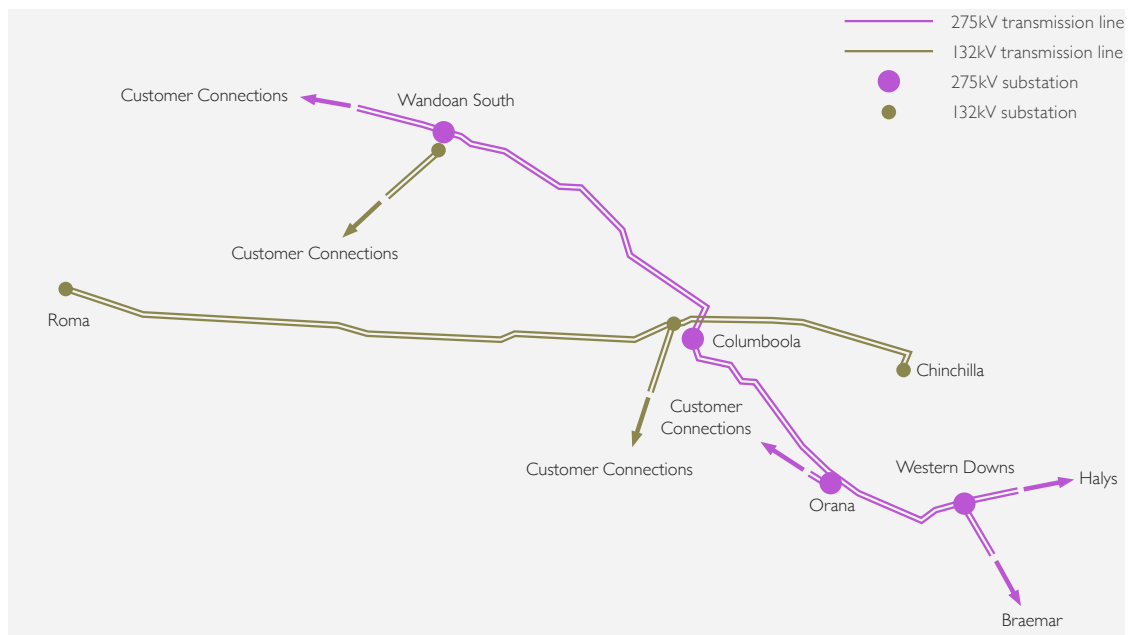 275kV transmission line
132kV transmission line
275kV substation
132kV substation
Customer Connections
Wandoan South
Customer Connections
Roma
Columboola
Chinchilla
Customer
Connections
Customer Connections
Western Downs
Halys
Orana
Braemar